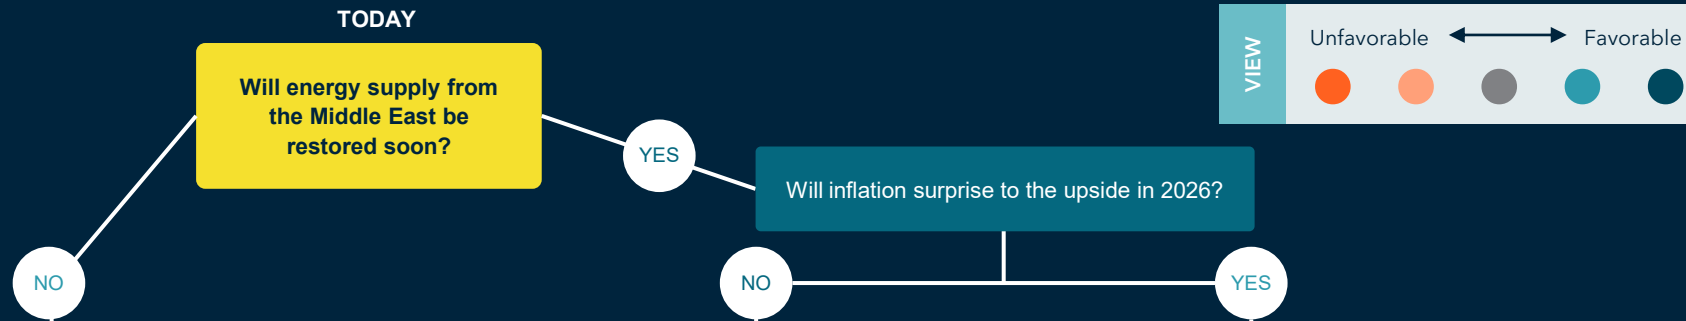 TODAY
Will energy supply from
the Middle East be
restored soon?
YES
Will inflation surprise to the upside in 2026?
NO
NO
YES
VIEW
Unfavorable
Favorable